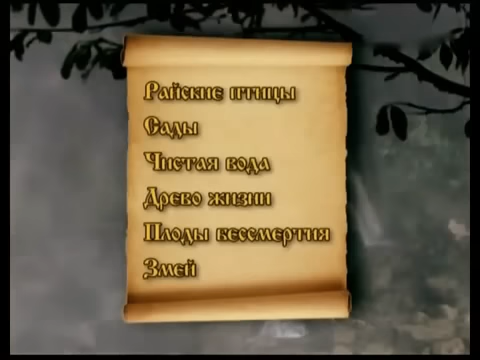 Райские птицы
Сады
Чистая вода
Древо жизни
Плоды бессмертия
Змей